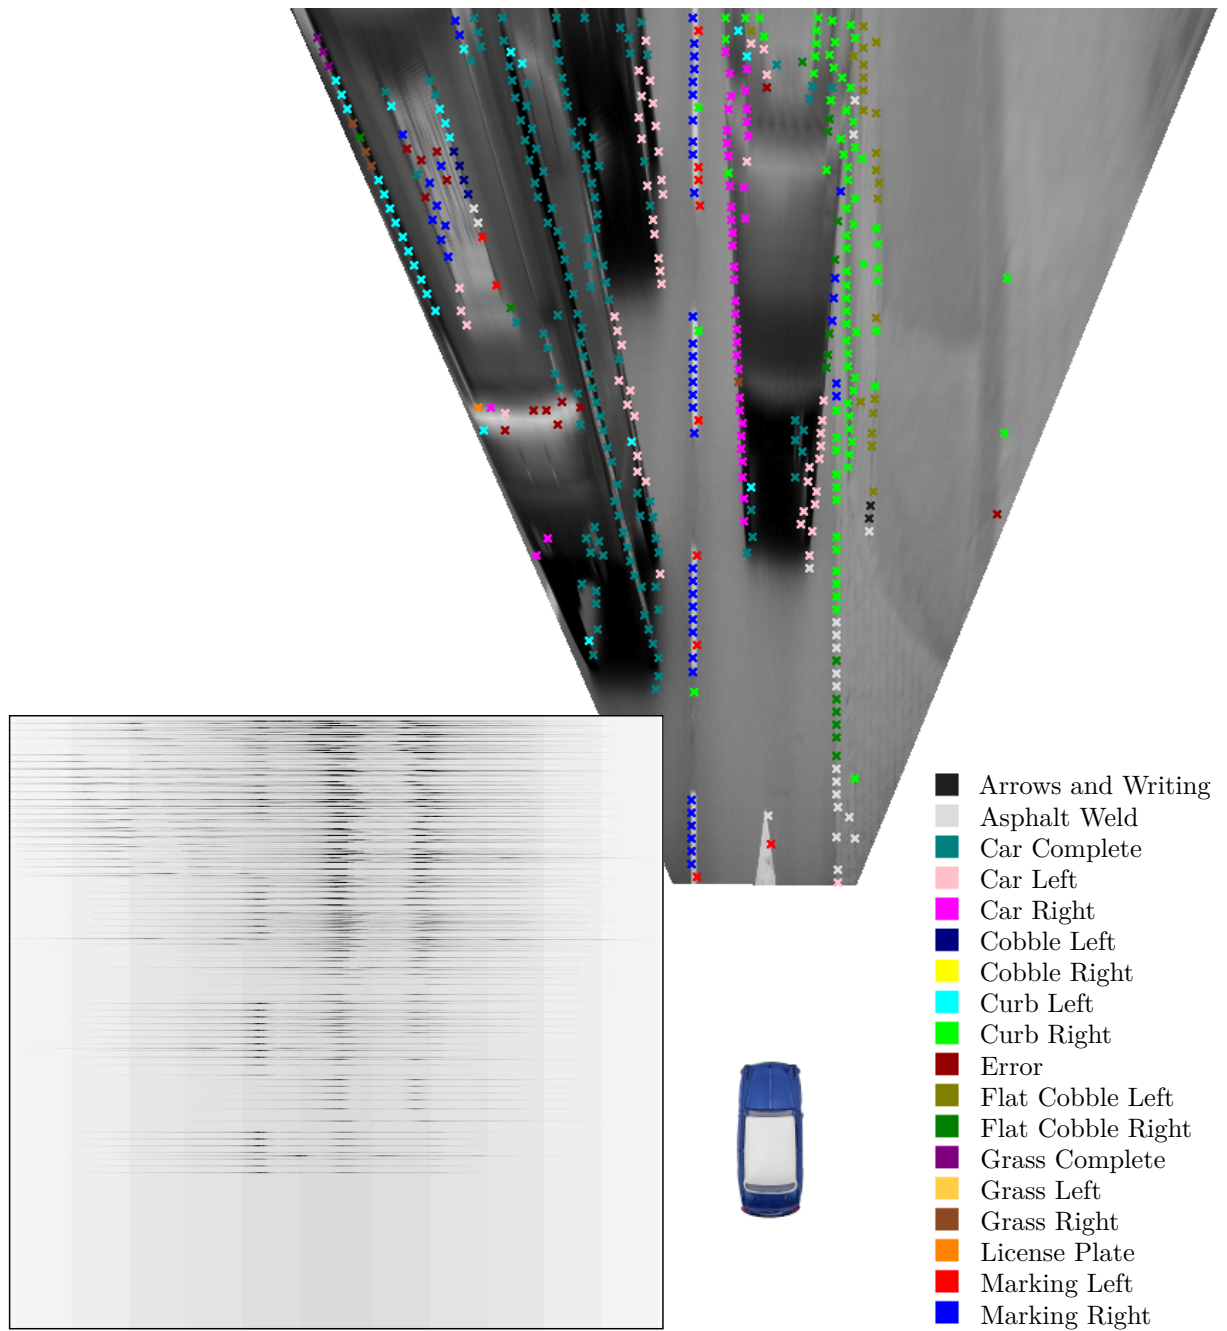 Arrows and Writing
Asphalt Weld
Car Complete
Car Left
Car Right
Cobble Left
Cobble Right
Curb Left
Curb Right
Error
Flat Cobble Left
Flat Cobble Right
Grass Complete
Grass Left
Grass Right
License Plate
Marking Left
Marking Right